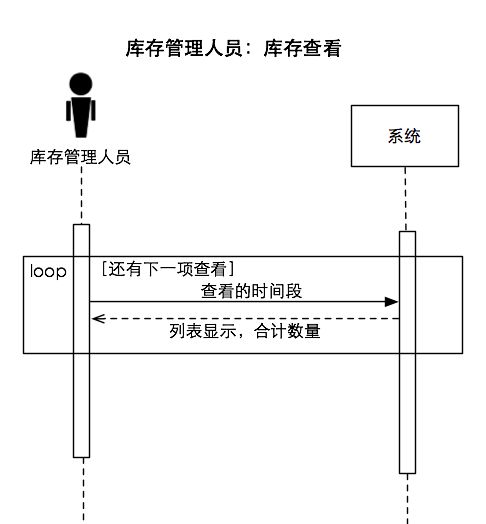 库存管理人员：库存查看
库存管理人员
系统
loop
[还有下一项查看]
查看的时间段
列表显示，合计数量